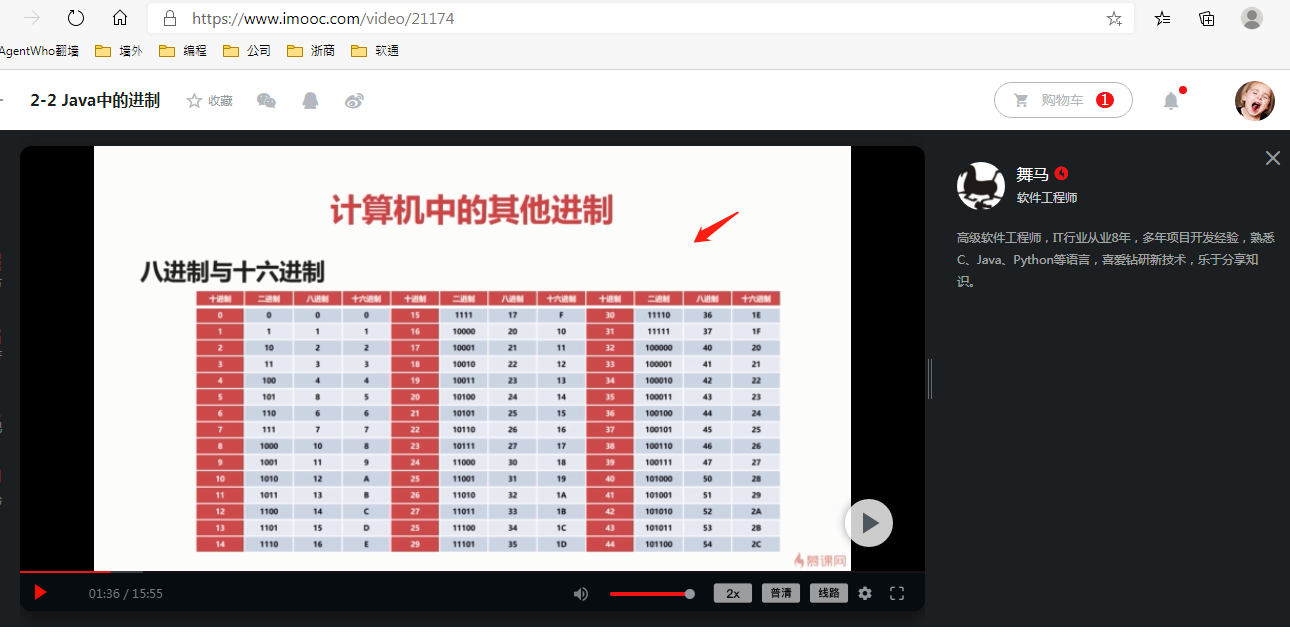 https://www.imooc.com/video/21174
AgentWho翻墙 墙外 编程 公司 浙商 软通
2-2 Java中的进制 收藏 购物车 1
计算机中的其他进制
八进制与十六进制
十进制 二进制 八进制 十六进制 十进制 二进制 八进制 十六进制 十进制 二进制 八进制 十六进制
0 0 0 0 15 1111 17 F 30 11110 36 1E
1 1 1 1 16 10000 20 10 31 11111 37 1F
2 10 2 2 17 10001 21 11 32 100000 40 20
3 11 3 3 18 10010 22 12 33 100001 41 21
4 100 4 4 19 10011 23 13 34 100010 42 22
5 101 8 5 20 10100 24 14 35 100011 43 23
6 110 6 6 21 10101 25 15 36 100100 44 24
7 111 7 7 22 10110 26 16 37 100101 45 25
8 1000 10 8 23 10111 27 17 38 100110 46 26
9 1001 11 9 24 11000 30 18 39 100111 47 27
10 1010 12 A 25 11001 31 19 40 101000 50 28
11 1011 13 B 26 11010 32 1A 41 101001 51 29
12 1100 14 C 27 11011 33 1B 42 101010 52 2A
13 1101 15 D 25 11100 34 1C 43 101011 53 2B
14 1110 16 E 29 11101 35 1D 44 101100 54 2C
慕课网
01:36 / 15:55 2x 普清 线路
舞马
软件工程师
高级软件工程师，IT行业从业8年，多年项目开发经验，熟悉
C、Java、Python等语言，喜爱钻研新技术，乐于分享知
识。